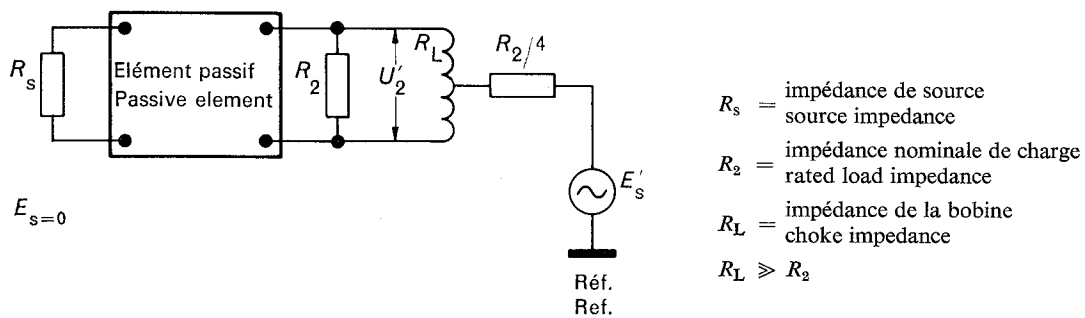 R_s
Elément passif
Passive element
R_2
U'_2
R_L
R_2/4
E_{s=0}
E'_s
Réf.
Ref.
R_s = impédance de source
source impedance
R_2 = impédance nominale de charge
rated load impedance
R_L = impédance de la bobine
choke impedance
R_L ≫ R_2